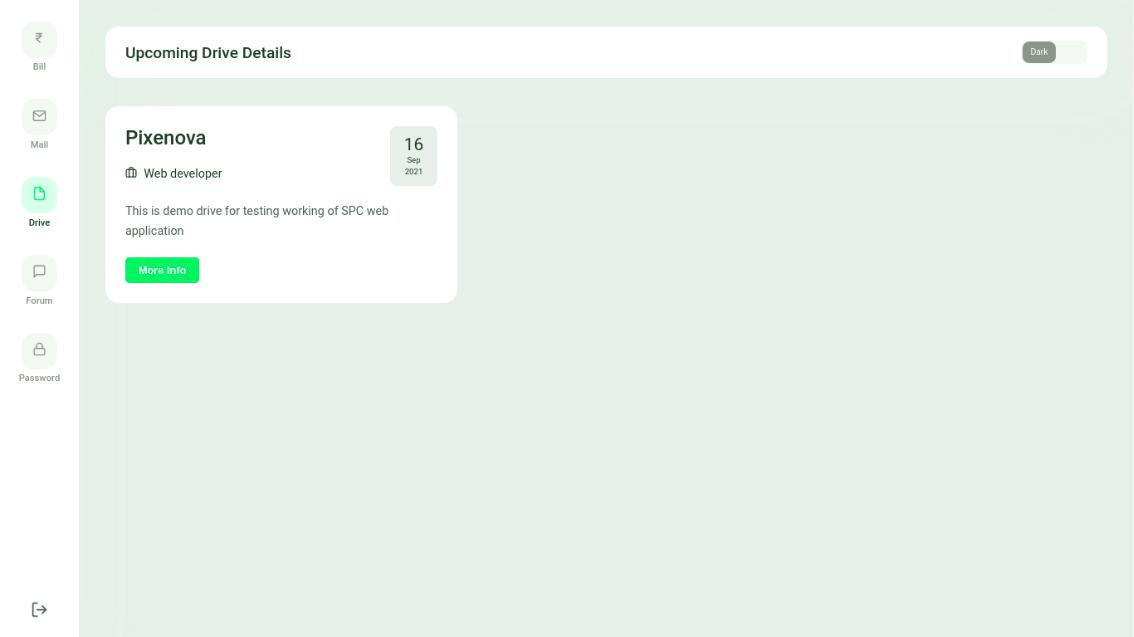 ₹
Bill
Mail
Drive
Forum
Password
Upcoming Drive Details
Dark
Pixenova
Web developer
16
Sep
2021
This is demo drive for testing working of SPC web
application
More Info